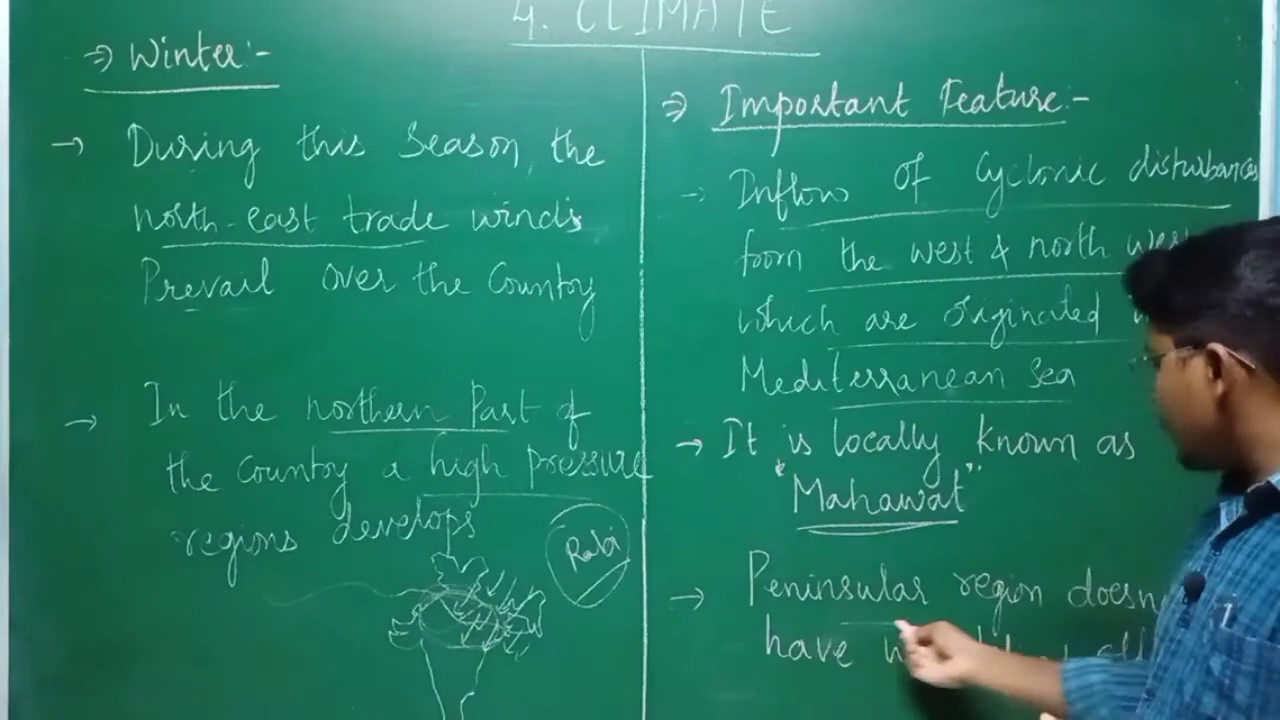 4. CLIMATE
⇒ Winter:-
→ During this Season, the
north-east trade winds
Prevail over the Country
→ In the northern Part of
the Country a high pressure
regions develops
Rabi
⇒ Important Feature:-
→ Inflow of Cyclonic disturbances
from the west & north
which are originated
Mediterranean Sea
→ It is locally known as
"Mahawat"
→ Peninsular region
have